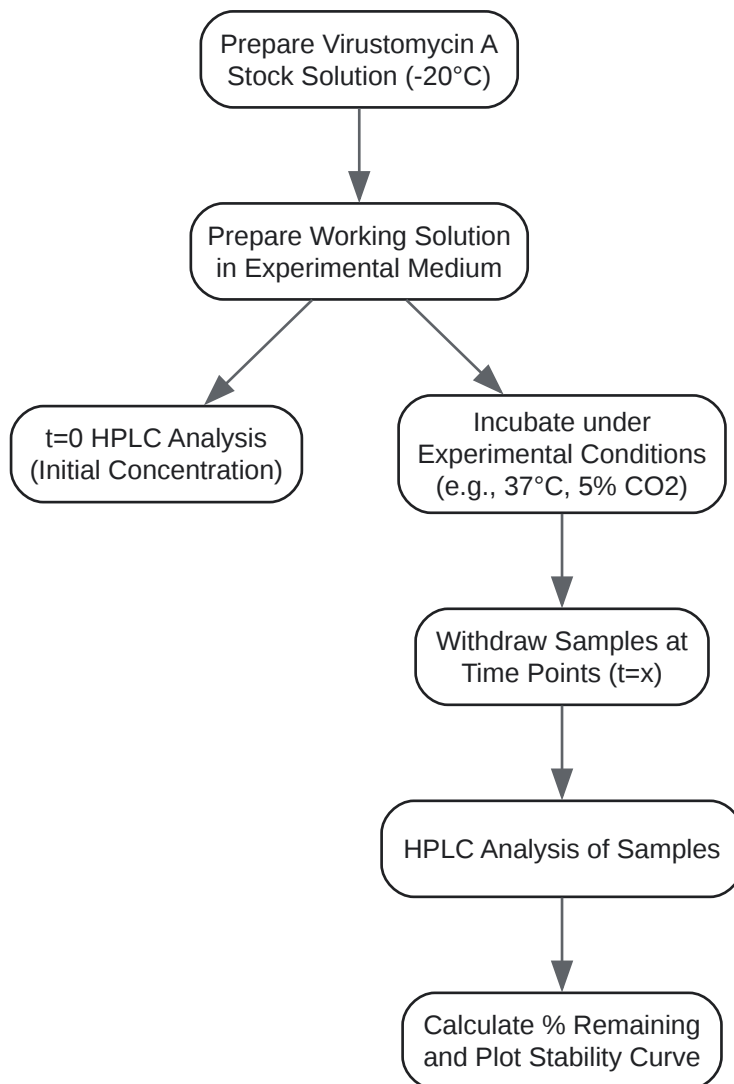 Prepare Virustomycin A
Stock Solution (-20°C)
Prepare Working Solution
in Experimental Medium
t=0 HPLC Analysis
(Initial Concentration)
Incubate under
Experimental Conditions
(e.g., 37°C, 5% CO2)
Withdraw Samples at
Time Points (t=x)
HPLC Analysis of Samples
Calculate % Remaining
and Plot Stability Curve